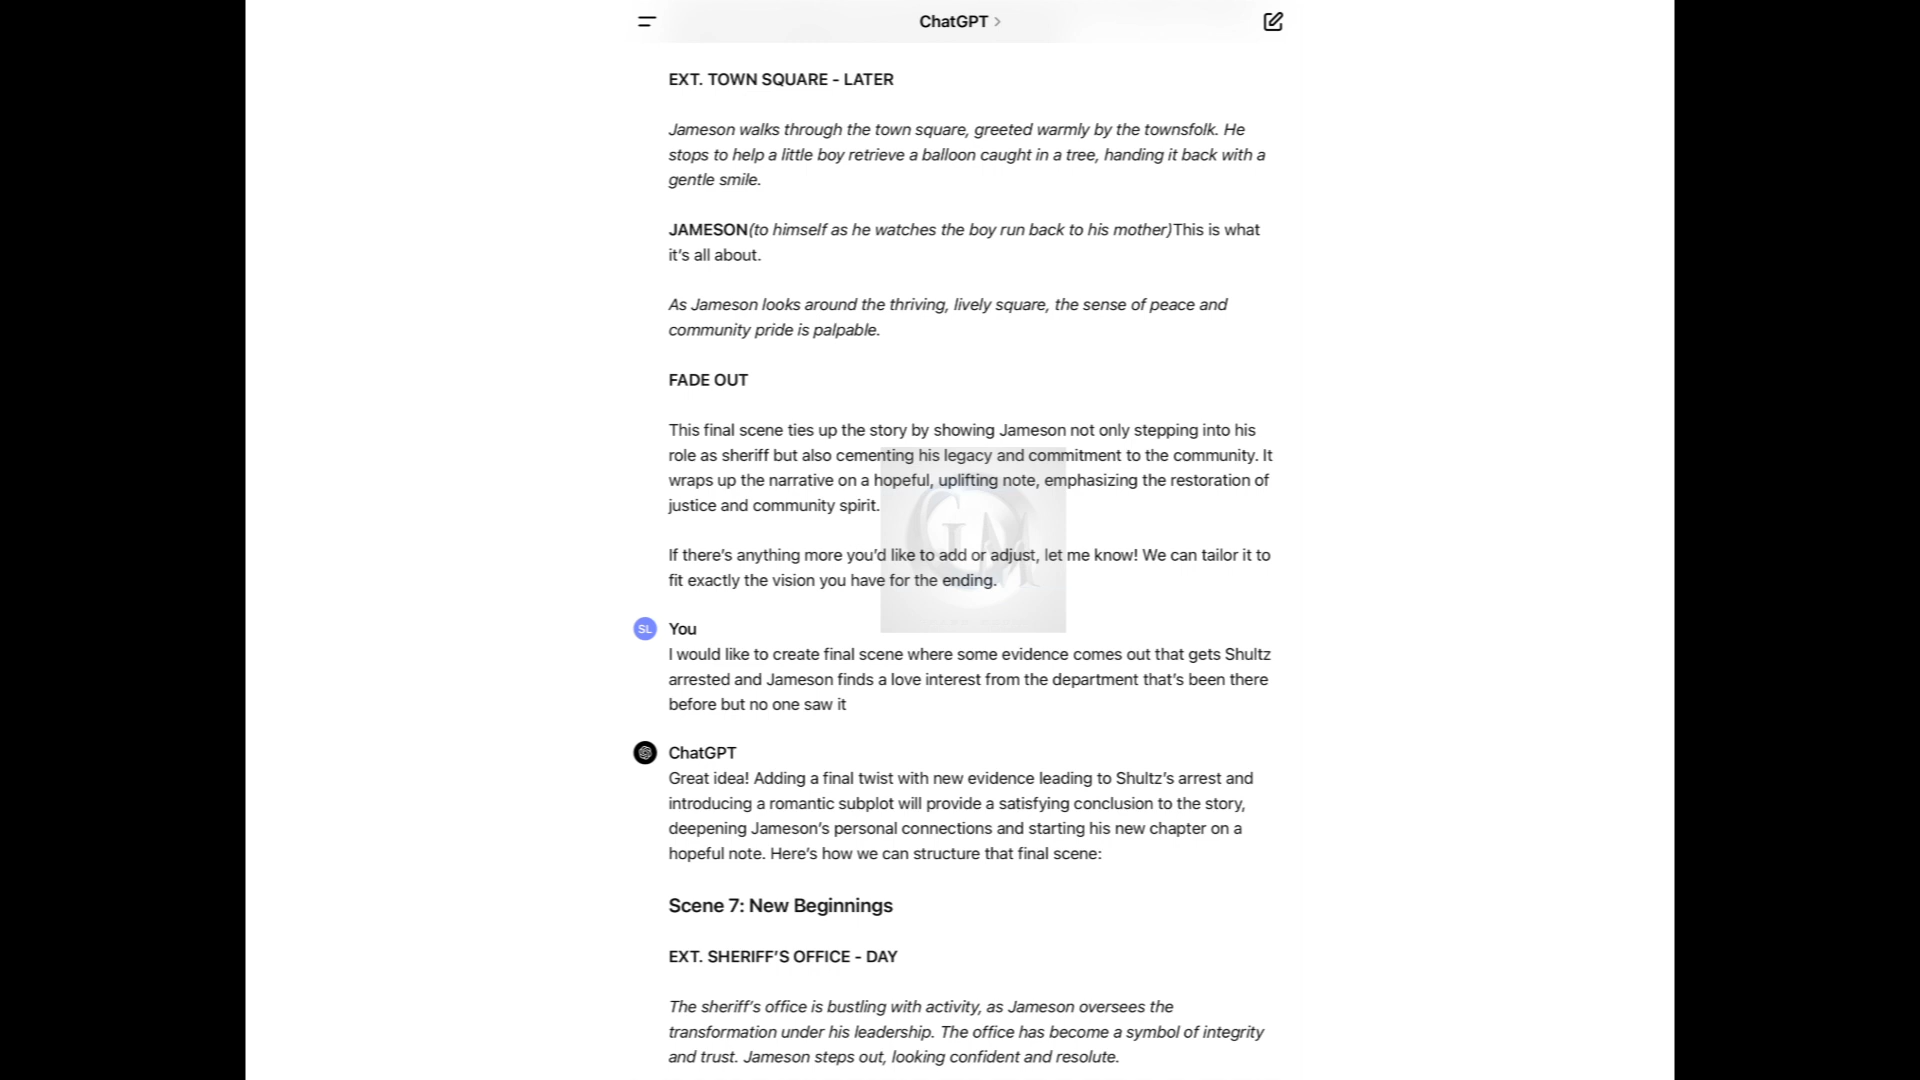 ChatGPT >
EXT. TOWN SQUARE - LATER
Jameson walks through the town square, greeted warmly by the townsfolk. He
stops to help a little boy retrieve a balloon caught in a tree, handing it back with a
gentle smile.
JAMESON(to himself as he watches the boy run back to his mother)This is what
it’s all about.
As Jameson looks around the thriving, lively square, the sense of peace and
community pride is palpable.
FADE OUT
This final scene ties up the story by showing Jameson not only stepping into his
role as sheriff but also cementing his legacy and commitment to the community. It
wraps up the narrative on a hopeful, uplifting note, emphasizing the restoration of
justice and community spirit.
If there’s anything more you’d like to add or adjust, let me know! We can tailor it to
fit exactly the vision you have for the ending.
SL You
I would like to create final scene where some evidence comes out that gets Shultz
arrested and Jameson finds a love interest from the department that’s been there
before but no one saw it
ChatGPT
Great idea! Adding a final twist with new evidence leading to Shultz’s arrest and
introducing a romantic subplot will provide a satisfying conclusion to the story,
deepening Jameson’s personal connections and starting his new chapter on a
hopeful note. Here’s how we can structure that final scene:
Scene 7: New Beginnings
EXT. SHERIFF’S OFFICE - DAY
The sheriff’s office is bustling with activity, as Jameson oversees the
transformation under his leadership. The office has become a symbol of integrity
and trust. Jameson steps out, looking confident and resolute.